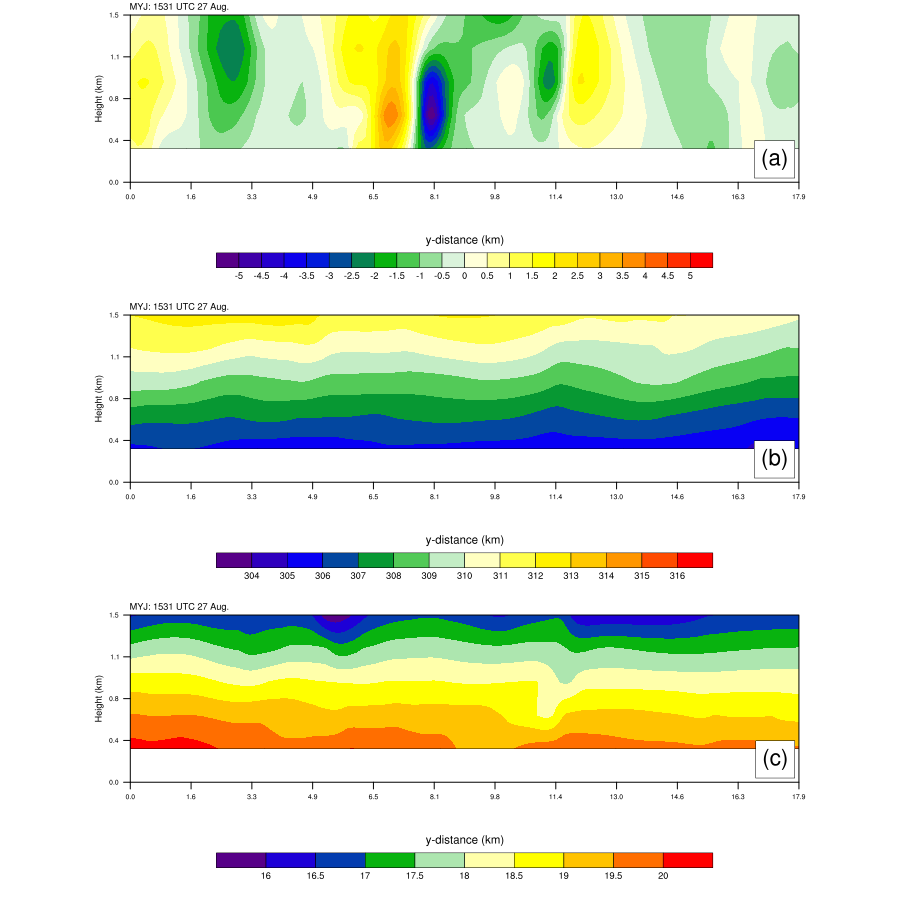 MYJ: 1531 UTC 27 Aug.
1.5
1.1
0.8
0.4
0.0
Height (km)
(a)
0.0 1.6 3.3 4.9 6.5 8.1 9.8 11.4 13.0 14.6 16.3 17.9
y-distance (km)
-5 -4.5 -4 -3.5 -3 -2.5 -2 -1.5 -1 -0.5 0 0.5 1 1.5 2 2.5 3 3.5 4 4.5 5
MYJ: 1531 UTC 27 Aug.
1.5
1.1
0.8
0.4
0.0
Height (km)
(b)
0.0 1.6 3.3 4.9 6.5 8.1 9.8 11.4 13.0 14.6 16.3 17.9
y-distance (km)
304 305 306 307 308 309 310 311 312 313 314 315 316
MYJ: 1531 UTC 27 Aug.
1.5
1.1
0.8
0.4
0.0
Height (km)
(c)
0.0 1.6 3.3 4.9 6.5 8.1 9.8 11.4 13.0 14.6 16.3 17.9
y-distance (km)
16 16.5 17 17.5 18 18.5 19 19.5 20